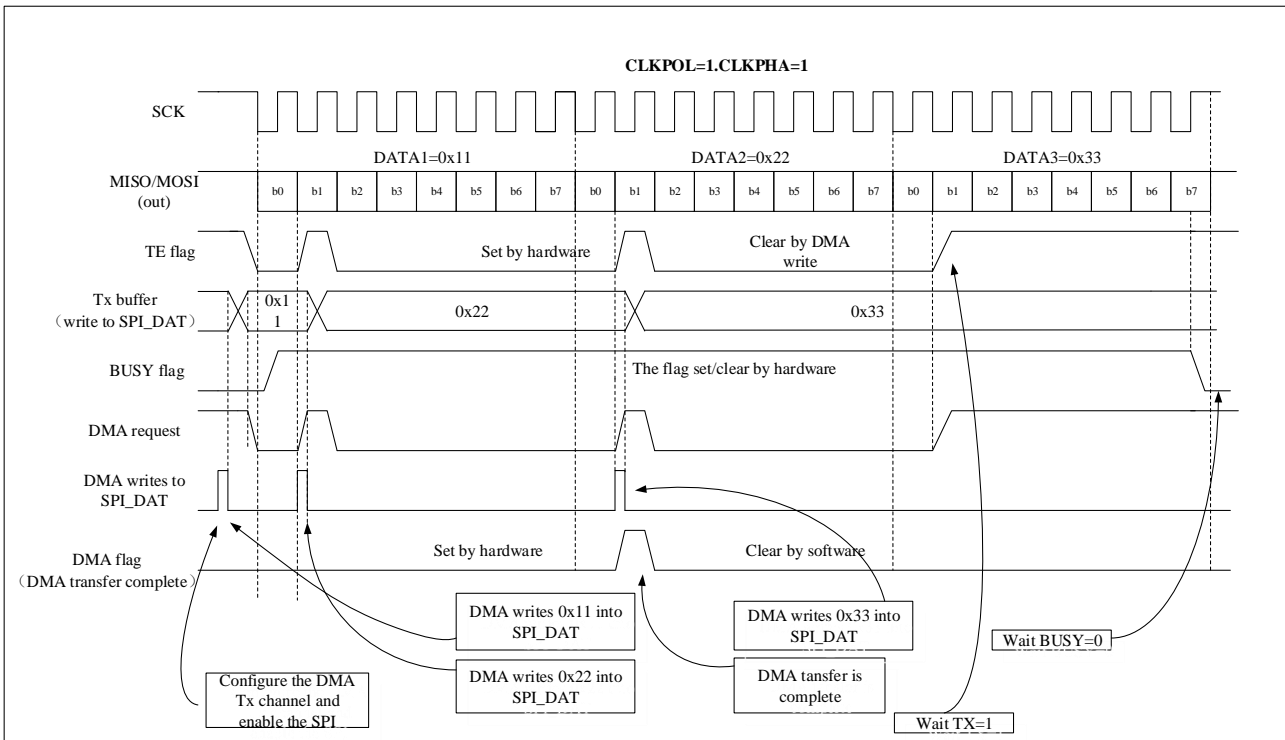 CLKPOL=1.CLKPHA=1
SCK
DATA1=0x11
DATA2=0x22
DATA3=0x33
MISO/MOSI
(out)
b0 b1 b2 b3 b4 b5 b6 b7 b0 b1 b2 b3 b4 b5 b6 b7 b0 b1 b2 b3 b4 b5 b6 b7
TE flag
Set by hardware
Clear by DMA
write
Tx buffer
（write to SPI_DAT）
0x1
1
0x22
0x33
BUSY flag
The flag set/clear by hardware
DMA request
DMA writes to
SPI_DAT
DMA flag
（DMA transfer complete）
Set by hardware
Clear by software
DMA writes 0x11 into
SPI_DAT
DMA writes 0x33 into
SPI_DAT
Wait BUSY=0
Configure the DMA
Tx channel and
enable the SPI
DMA writes 0x22 into
SPI_DAT
DMA tansfer is
complete
Wait TX=1